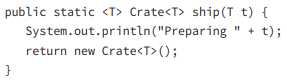 public static <T> Crate<T> ship(T t) {
   System.out.println("Preparing " + t);
   return new Crate<T>();
}